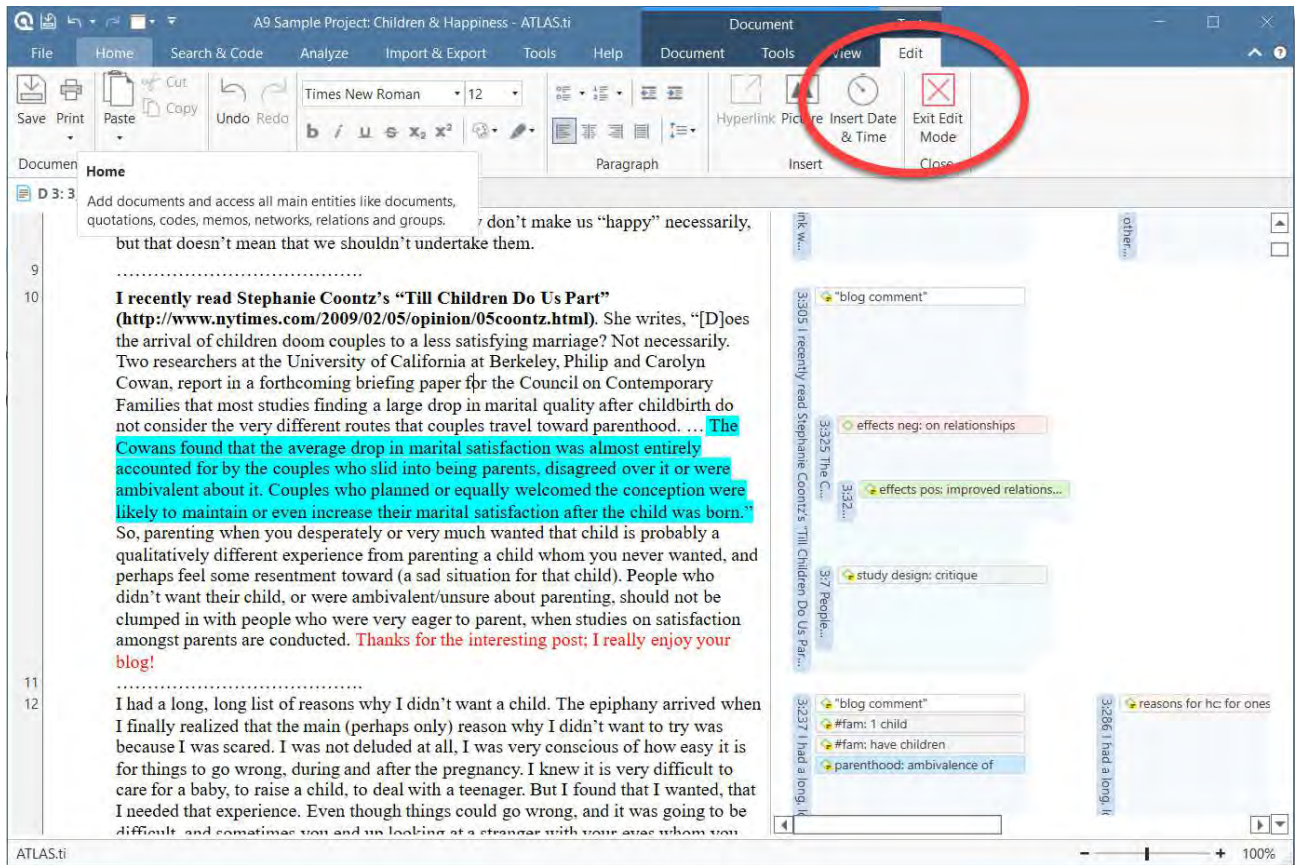 A9 Sample Project: Children & Happiness - ATLAS.ti
Document
File Home Search & Code Analyze Import & Export Tools Help Document Tools View Edit
Save Print Paste Cut Copy Undo Redo
Times New Roman 12
b i u s x₂ x²
Hyperlink Picture Insert Date & Time Exit Edit Mode
Paragraph Insert Close
Home
Add documents and access all main entities like documents,
quotations, codes, memos, networks, relations and groups.
D 3: 3
don’t make us “happy” necessarily,
but that doesn’t mean that we shouldn’t undertake them.
9
…………………………………
10
I recently read Stephanie Coontz’s “Till Children Do Us Part”
(http://www.nytimes.com/2009/02/05/opinion/05coontz.html). She writes, “[D]oes
the arrival of children doom couples to a less satisfying marriage? Not necessarily.
Two researchers at the University of California at Berkeley, Philip and Carolyn
Cowan, report in a forthcoming briefing paper for the Council on Contemporary
Families that most studies finding a large drop in marital quality after childbirth do
not consider the very different routes that couples travel toward parenthood. … The
Cowans found that the average drop in marital satisfaction was almost entirely
accounted for by the couples who slid into being parents, disagreed over it or were
ambivalent about it. Couples who planned or equally welcomed the conception were
likely to maintain or even increase their marital satisfaction after the child was born.”
So, parenting when you desperately or very much wanted that child is probably a
qualitatively different experience from parenting a child whom you never wanted, and
perhaps feel some resentment toward (a sad situation for that child). People who
didn’t want their child, or were ambivalent/unsure about parenting, should not be
clumped in with people who were very eager to parent, when studies on satisfaction
amongst parents are conducted. Thanks for the interesting post; I really enjoy your
blog!
11
…………………………………
12
I had a long, long list of reasons why I didn’t want a child. The epiphany arrived when
I finally realized that the main (perhaps only) reason why I didn’t want to try was
because I was scared. I was not deluded at all, I was very conscious of how easy it is
for things to go wrong, during and after the pregnancy. I knew it is very difficult to
care for a baby, to raise a child, to deal with a teenager. But I found that I wanted, that
I needed that experience. Even though things could go wrong, and it was going to be
difficult, and sometimes you end up looking at a stranger with your eyes whom you
ink w...
other...
3:305 I recently read Stephanie Coontz's "Till Children Do Us Par...
"blog comment"
3:325 The C...
effects neg: on relationships
3:32...
effects pos: improved relations...
3:7 People...
study design: critique
3:237 I had a long, l
"blog comment"
#fam: 1 child
#fam: have children
parenthood: ambivalence of
3:286 I had a long, l
reasons for hc: for ones
ATLAS.ti
100%